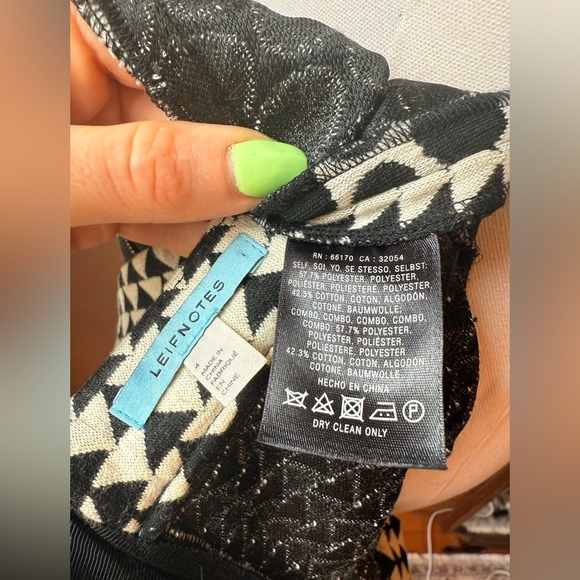 LEIFNOTES
4
MADE IN
CHINA
FABRIQUÉ
EN
CHINE
RN : 66170 CA : 32054
SELF, SOI, YO, SE STESSO, SELBST:
57.7% POLYESTER, POLYESTER,
POLIÉSTER, POLIESTERE, POLYESTER,
42.3% COTTON, COTON, ALGODÓN,
COTONE, BAUMWOLLE;
COMBO, COMBO, COMBO, COMBO,
COMBO: 57.7% POLYESTER,
POLYESTER, POLIÉSTER,
POLIESTERE, POLYESTER,
42.3% COTTON, COTON, ALGODÓN
COTONE, BAUMWOLLE
HECHO EN CHINA
P
DRY CLEAN ONLY